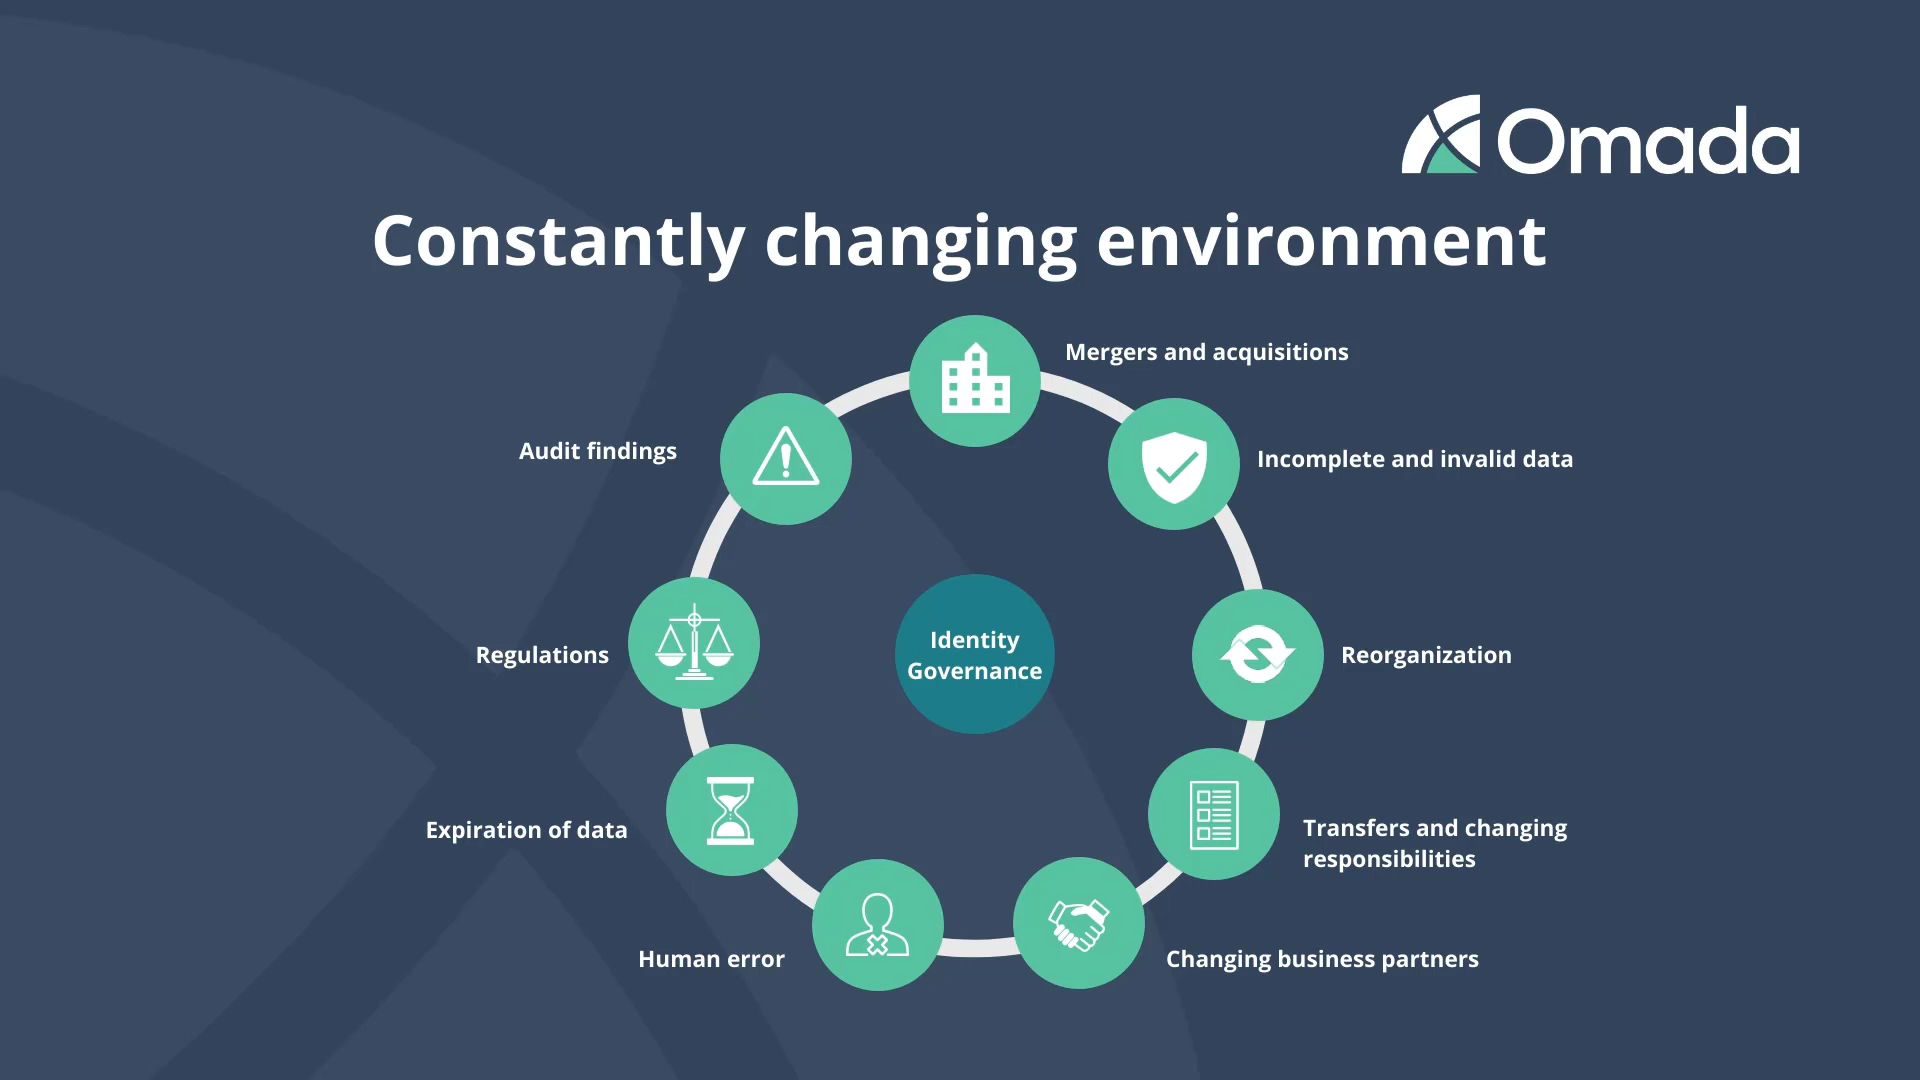 Omada
Constantly changing environment
Mergers and acquisitions
Audit findings
Incomplete and invalid data
Identity
Governance
Regulations
Reorganization
Expiration of data
Transfers and changing
responsibilities
Human error
Changing business partners